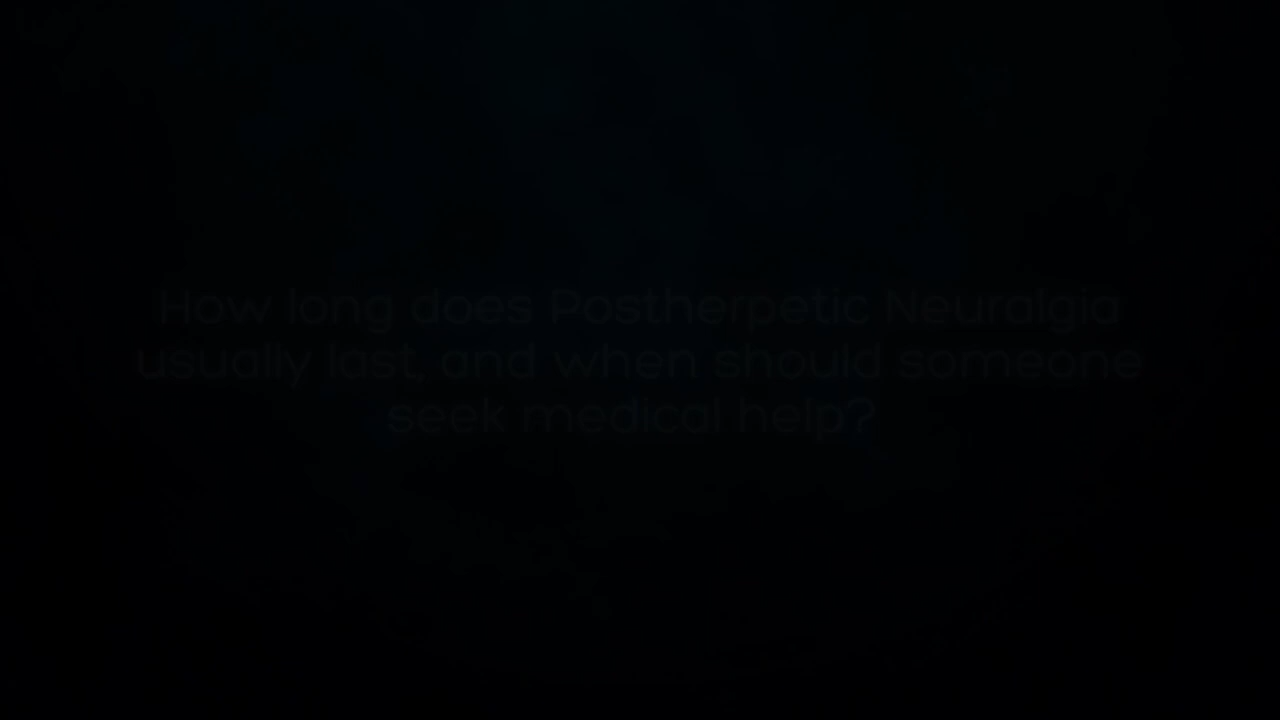 How long does Postherpetic Neuralgia
usually last, and when should someone
seek medical help?